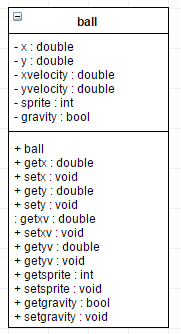 ball
- x : double
- y : double
- xvelocity : double
- yvelocity : double
- sprite : int
- gravity : bool
+ ball
+ getx : double
+ setx : void
+ gety : double
+ sety : void
: getxv : double
+ setxv : void
+ getyv : double
+ getyv : void
+ getsprite : int
+ setsprite : void
+ getgravity : bool
+ setgravity : void